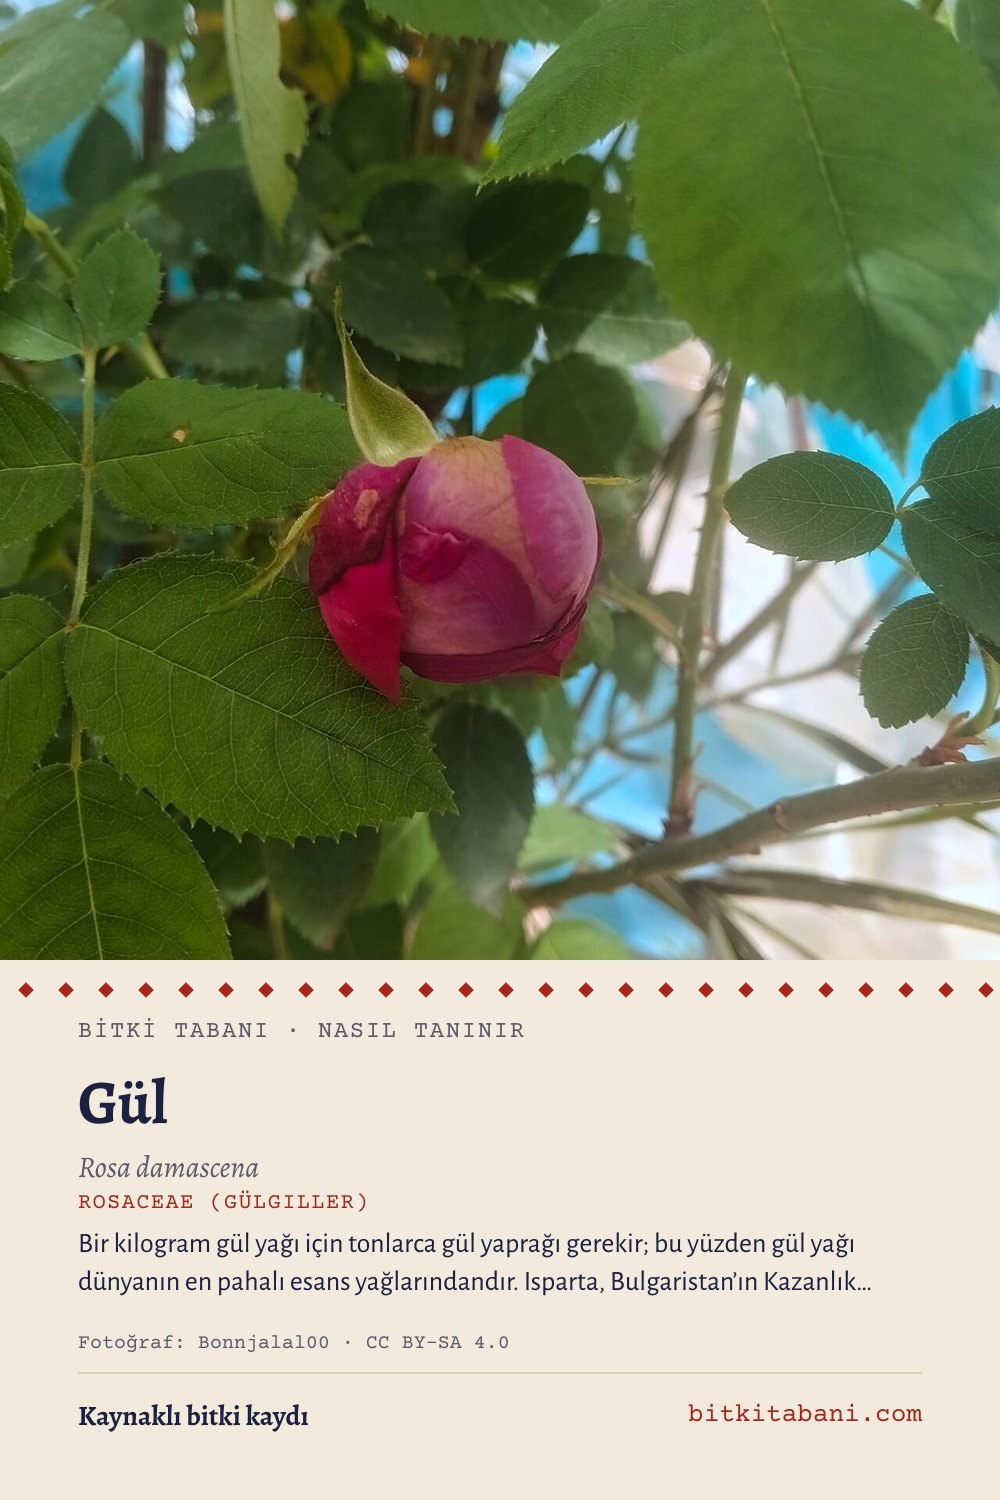 BİTKİ TABANI · NASIL TANINIR
Gül
Rosa damascena
ROSACEAE (GÜLGILLER)
Bir kilogram gül yağı için tonlarca gül yaprağı gerekir; bu yüzden gül yağı
dünyanın en pahalı esans yağlarındandır. Isparta, Bulgaristan’ın Kazanlık…
Fotoğraf: Bonnjalal00 · CC BY-SA 4.0
Kaynaklı bitki kaydı
bitkitabani.com